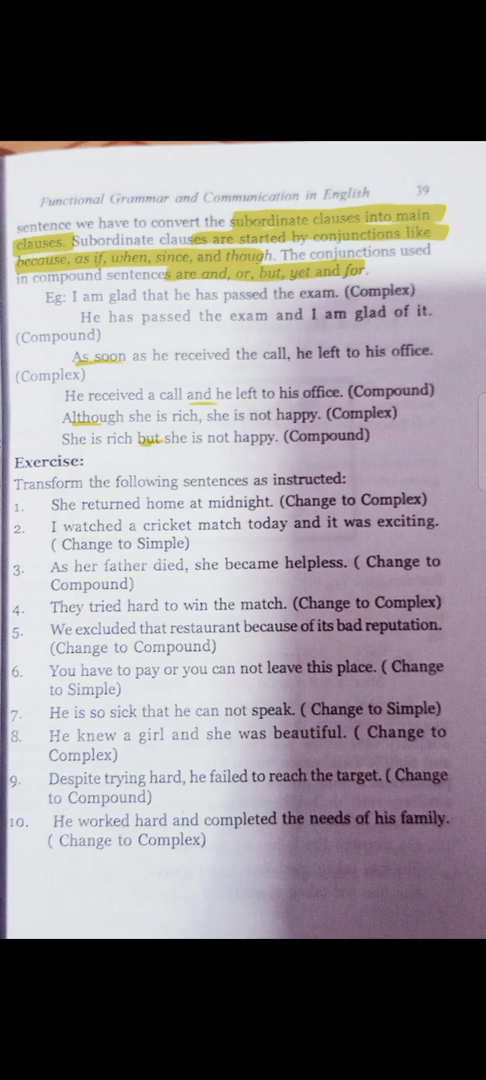 Functional Grammar and Communication in English 39
sentence we have to convert the subordinate clauses into main
clauses. Subordinate clauses are started by conjunctions like
because, as if, when, since, and though. The conjunctions used
in compound sentences are and, or, but, yet and for.
Eg: I am glad that he has passed the exam. (Complex)
He has passed the exam and I am glad of it.
(Compound)
As soon as he received the call, he left to his office.
(Complex)
He received a call and he left to his office. (Compound)
Although she is rich, she is not happy. (Complex)
She is rich but she is not happy. (Compound)
Exercise:
Transform the following sentences as instructed:
1. She returned home at midnight. (Change to Complex)
2. I watched a cricket match today and it was exciting.
( Change to Simple)
3. As her father died, she became helpless. ( Change to
Compound)
4. They tried hard to win the match. (Change to Complex)
5. We excluded that restaurant because of its bad reputation.
(Change to Compound)
6. You have to pay or you can not leave this place. ( Change
to Simple)
7. He is so sick that he can not speak. ( Change to Simple)
8. He knew a girl and she was beautiful. ( Change to
Complex)
9. Despite trying hard, he failed to reach the target. ( Change
to Compound)
10. He worked hard and completed the needs of his family.
( Change to Complex)